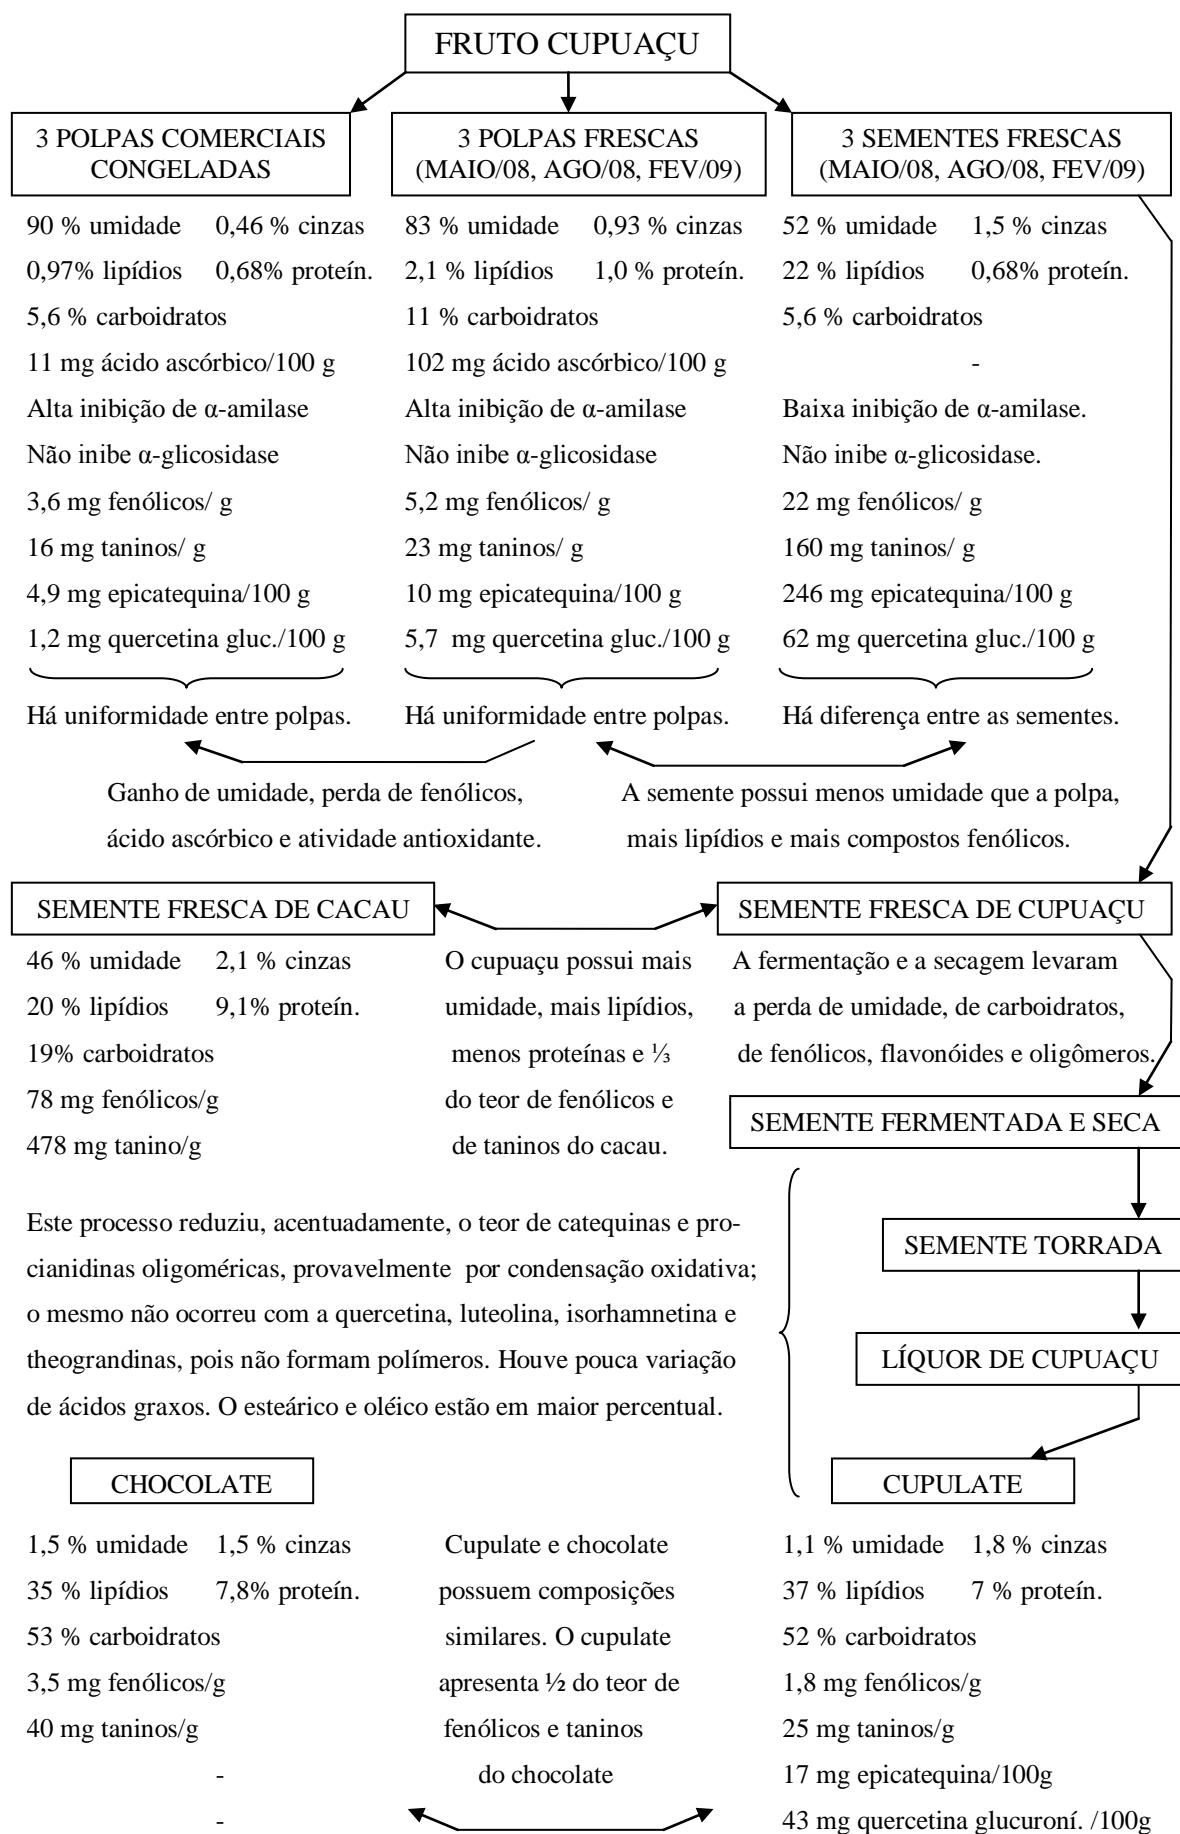 FRUTO CUPUAÇU
3 POLPAS COMERCIAIS
CONGELADAS
90 % umidade 0,46 % cinzas
0,97% lipídios 0,68% proteín.
5,6 % carboidratos
11 mg ácido ascórbico/100 g
Alta inibição de α-amilase
Não inibe α-glicosidase
3,6 mg fenólicos/ g
16 mg taninos/ g
4,9 mg epicatequina/100 g
1,2 mg quercetina gluc./100 g
Há uniformidade entre polpas.
3 POLPAS FRESCAS
(MAIO/08, AGO/08, FEV/09)
83 % umidade 0,93 % cinzas
2,1 % lipídios 1,0 % proteín.
11 % carboidratos
102 mg ácido ascórbico/100 g
Alta inibição de α-amilase
Não inibe α-glicosidase
5,2 mg fenólicos/ g
23 mg taninos/ g
10 mg epicatequina/100 g
5,7 mg quercetina gluc./100 g
Há uniformidade entre polpas.
3 SEMENTES FRESCAS
(MAIO/08, AGO/08, FEV/09)
52 % umidade 1,5 % cinzas
22 % lipídios 0,68% proteín.
5,6 % carboidratos
-
Baixa inibição de α-amilase.
Não inibe α-glicosidase.
22 mg fenólicos/ g
160 mg taninos/ g
246 mg epicatequina/100 g
62 mg quercetina gluc./100 g
Há diferença entre as sementes.
Ganho de umidade, perda de fenólicos,
ácido ascórbico e atividade antioxidante.
A semente possui menos umidade que a polpa,
mais lipídios e mais compostos fenólicos.
SEMENTE FRESCA DE CACAU
46 % umidade 2,1 % cinzas
20 % lipídios 9,1% proteín.
19% carboidratos
78 mg fenólicos/g
478 mg tanino/g
O cupuaçu possui mais
umidade, mais lipídios,
menos proteínas e ⅓
do teor de fenólicos e
de taninos do cacau.
SEMENTE FRESCA DE CUPUAÇU
A fermentação e a secagem levaram
a perda de umidade, de carboidratos,
de fenólicos, flavonóides e oligômeros.
SEMENTE FERMENTADA E SECA
SEMENTE TORRADA
LÍQUOR DE CUPUAÇU
Este processo reduziu, acentuadamente, o teor de catequinas e pro-
cianidinas oligoméricas, provavelmente por condensação oxidativa;
o mesmo não ocorreu com a quercetina, luteolina, isorhamnetina e
theograndinas, pois não formam polímeros. Houve pouca variação
de ácidos graxos. O esteárico e oléico estão em maior percentual.
CHOCOLATE
1,5 % umidade 1,5 % cinzas
35 % lipídios 7,8% proteín.
53 % carboidratos
3,5 mg fenólicos/g
40 mg taninos/g
-
-
Cupulate e chocolate
possuem composições
similares. O cupulate
apresenta ½ do teor de
fenólicos e taninos
do chocolate
CUPULATE
1,1 % umidade 1,8 % cinzas
37 % lipídios 7 % proteín.
52 % carboidratos
1,8 mg fenólicos/g
25 mg taninos/g
17 mg epicatequina/100g
43 mg quercetina glucuroní. /100g